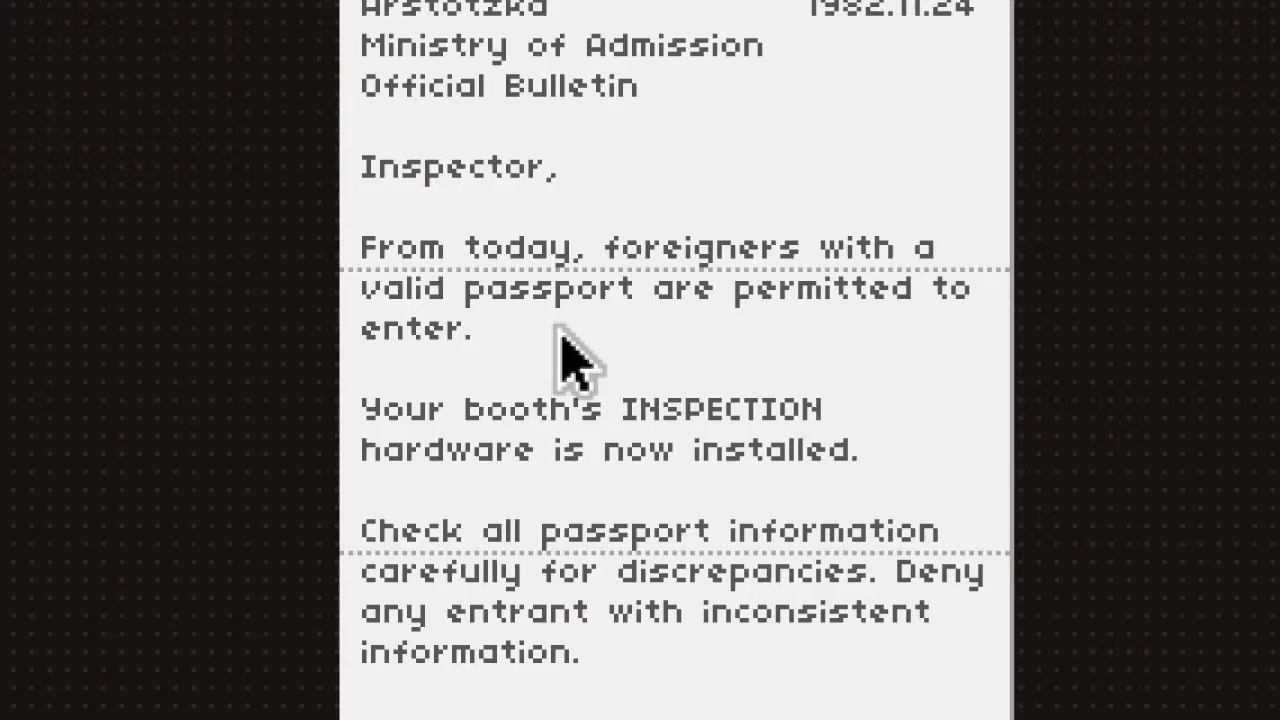 Arstotzka 1982.11.24
Ministry of Admission
Official Bulletin
Inspector,
From today, foreigners with a
valid passport are permitted to
enter.
Your booth's INSPECTION
hardware is now installed.
Check all passport information
carefully for discrepancies. Deny
any entrant with inconsistent
information.